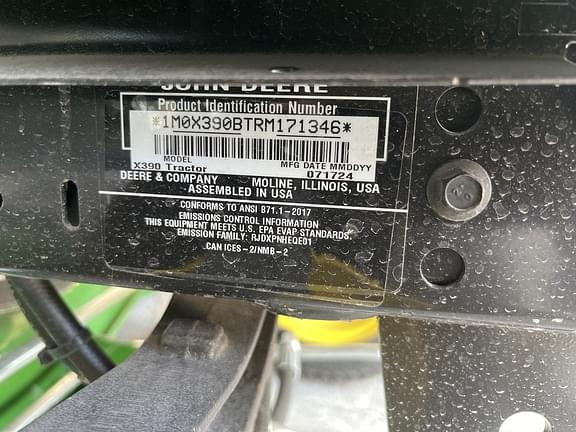 JOHN DEERE
Product Identification Number
*1M0X390BTRM171346*
MODEL
X390 Tractor
MFG DATE MMDDYY
071724
DEERE & COMPANY MOLINE, ILLINOIS, USA
ASSEMBLED IN USA
CONFORMS TO ANSI B71.1-2017
EMISSIONS CONTROL INFORMATION
THIS EQUIPMENT MEETS U.S. EPA EVAP STANDARDS.
EMISSION FAMILY: RJDXPNHEQE01
CAN ICES-2/NMB-2